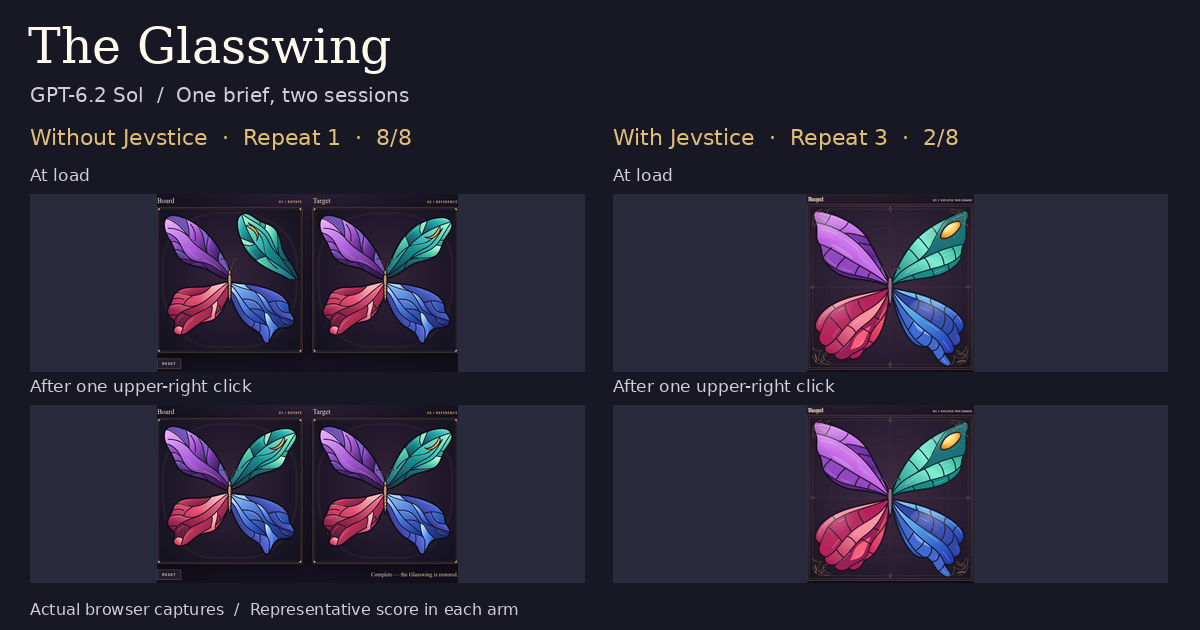 The Glasswing
GPT-6.2 Sol / One brief, two sessions
Without Jevstice · Repeat 1 · 8/8
At load
Board 01 / ROTATE
Target 02 / REFERENCE
RESET
After one upper-right click
Board 01 / ROTATE
Target 02 / REFERENCE
RESET
Complete — the Glasswing is restored.
With Jevstice · Repeat 3 · 2/8
At load
After one upper-right click
Actual browser captures / Representative score in each arm